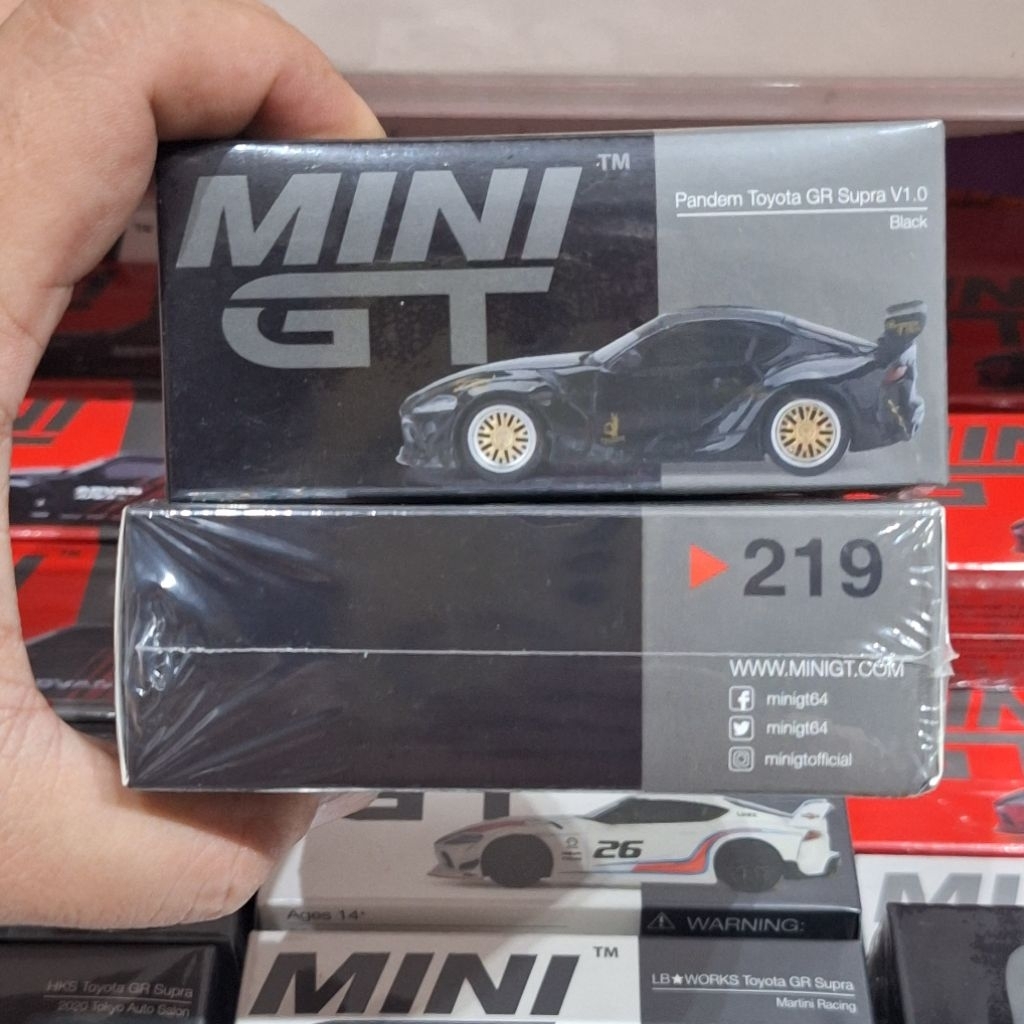 MINI
GT
TM
Pandem Toyota GR Supra V1.0
Black
219
WWW.MINIGT.COM
minigt64
minigt64
minigtofficial
GT
26
Ages 14+
WARNING:
HKS Toyota GR Supra
2020 Tokyo Auto Salon
MINI
TM
LB★WORKS Toyota GR Supra
Martini Racing